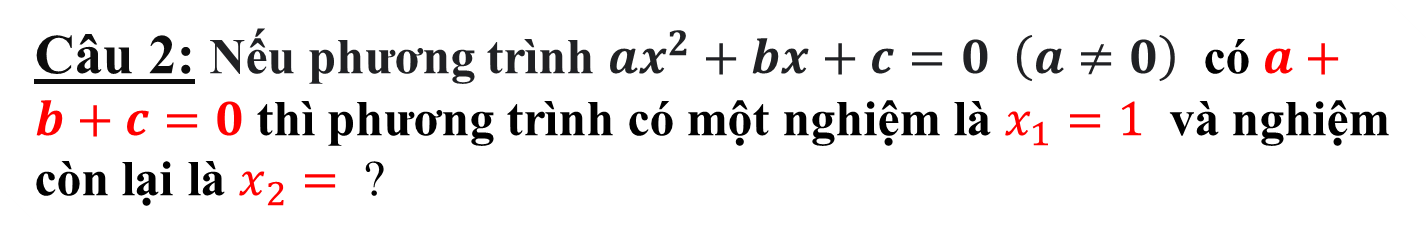 Câu 2: Nếu phương trình ax² + bx + c = 0 (a ≠ 0) có a +
b + c = 0 thì phương trình có một nghiệm là x₁ = 1 và nghiệm
còn lại là x₂ = ?